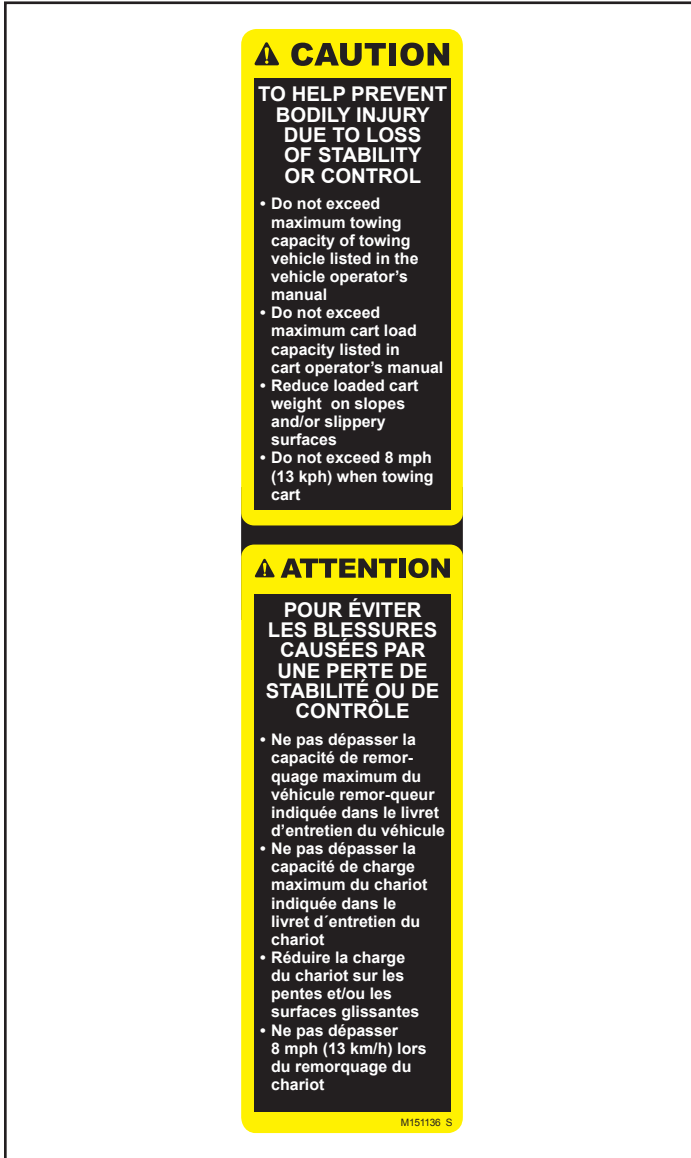 CAUTION
TO HELP PREVENT
BODILY INJURY
DUE TO LOSS
OF STABILITY
OR CONTROL
• Do not exceed
maximum towing
capacity of towing
vehicle listed in the
vehicle operator’s
manual
• Do not exceed
maximum cart load
capacity listed in
cart operator’s manual
• Reduce loaded cart
weight on slopes
and/or slippery
surfaces
• Do not exceed 8 mph
(13 kph) when towing
cart
ATTENTION
POUR ÉVITER
LES BLESSURES
CAUSÉES PAR
UNE PERTE DE
STABILITÉ OU DE
CONTRÔLE
• Ne pas dépasser la
capacité de remor-
quage maximum du
véhicule remor-queur
indiquée dans le livret
d’entretien du véhicule
• Ne pas dépasser la
capacité de charge
maximum du chariot
indiquée dans le
livret d´entretien du
chariot
• Réduire la charge
du chariot sur les
pentes et/ou les
surfaces glissantes
• Ne pas dépasser
8 mph (13 km/h) lors
du remorquage du
chariot
M151136 S